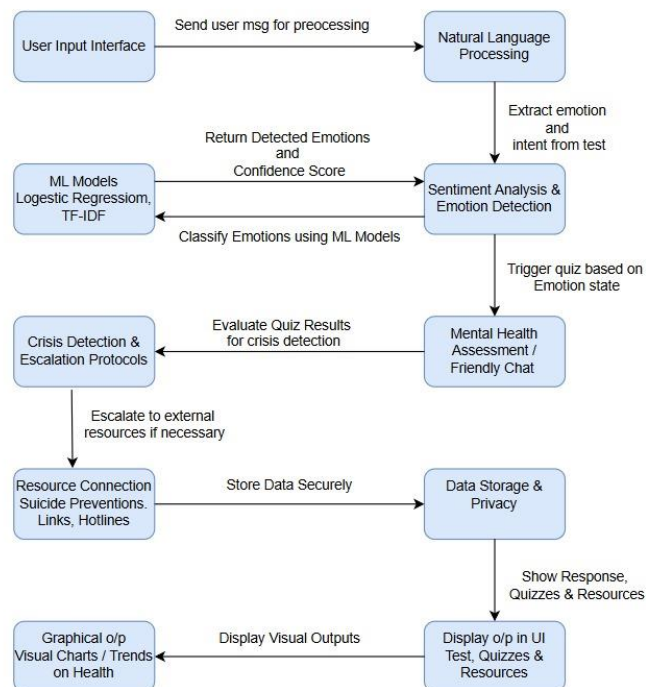 Send user msg for preocessing
User Input Interface
Natural Language
Processing
Extract emotion
and
intent from test
Return Detected Emotions
and
Confidence Score
ML Models
Logestic Regressiom,
TF-IDF
Sentiment Analysis &
Emotion Detection
Classify Emotions using ML Models
Trigger quiz based on
Emotion state
Evaluate Quiz Results
for crisis detection
Crisis Detection &
Escalation Protocols
Mental Health
Assessment /
Friendly Chat
Escalate to external
resources if necessary
Resource Connection
Suicide Preventions.
Links, Hotlines
Store Data Securely
Data Storage &
Privacy
Show Response,
Quizzes & Resources
Graphical o/p
Visual Charts / Trends
on Health
Display Visual Outputs
Display o/p in UI
Test, Quizzes &
Resources